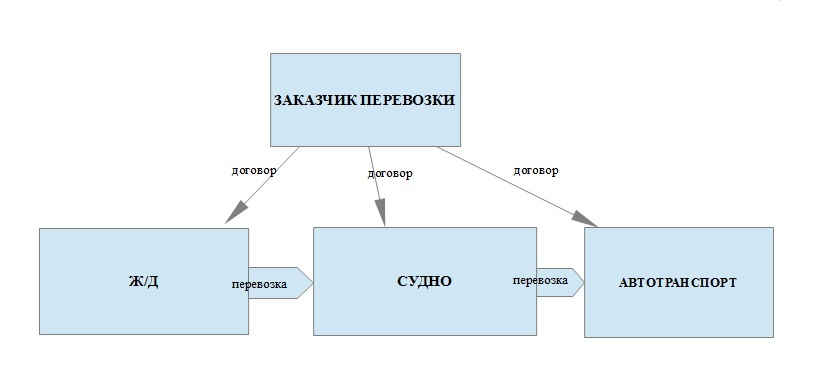 ЗАКАЗЧИК ПЕРЕВОЗКИ
договор
договор
договор
Ж/Д
перевозка
СУДНО
перевозка
АВТОТРАНСПОРТ